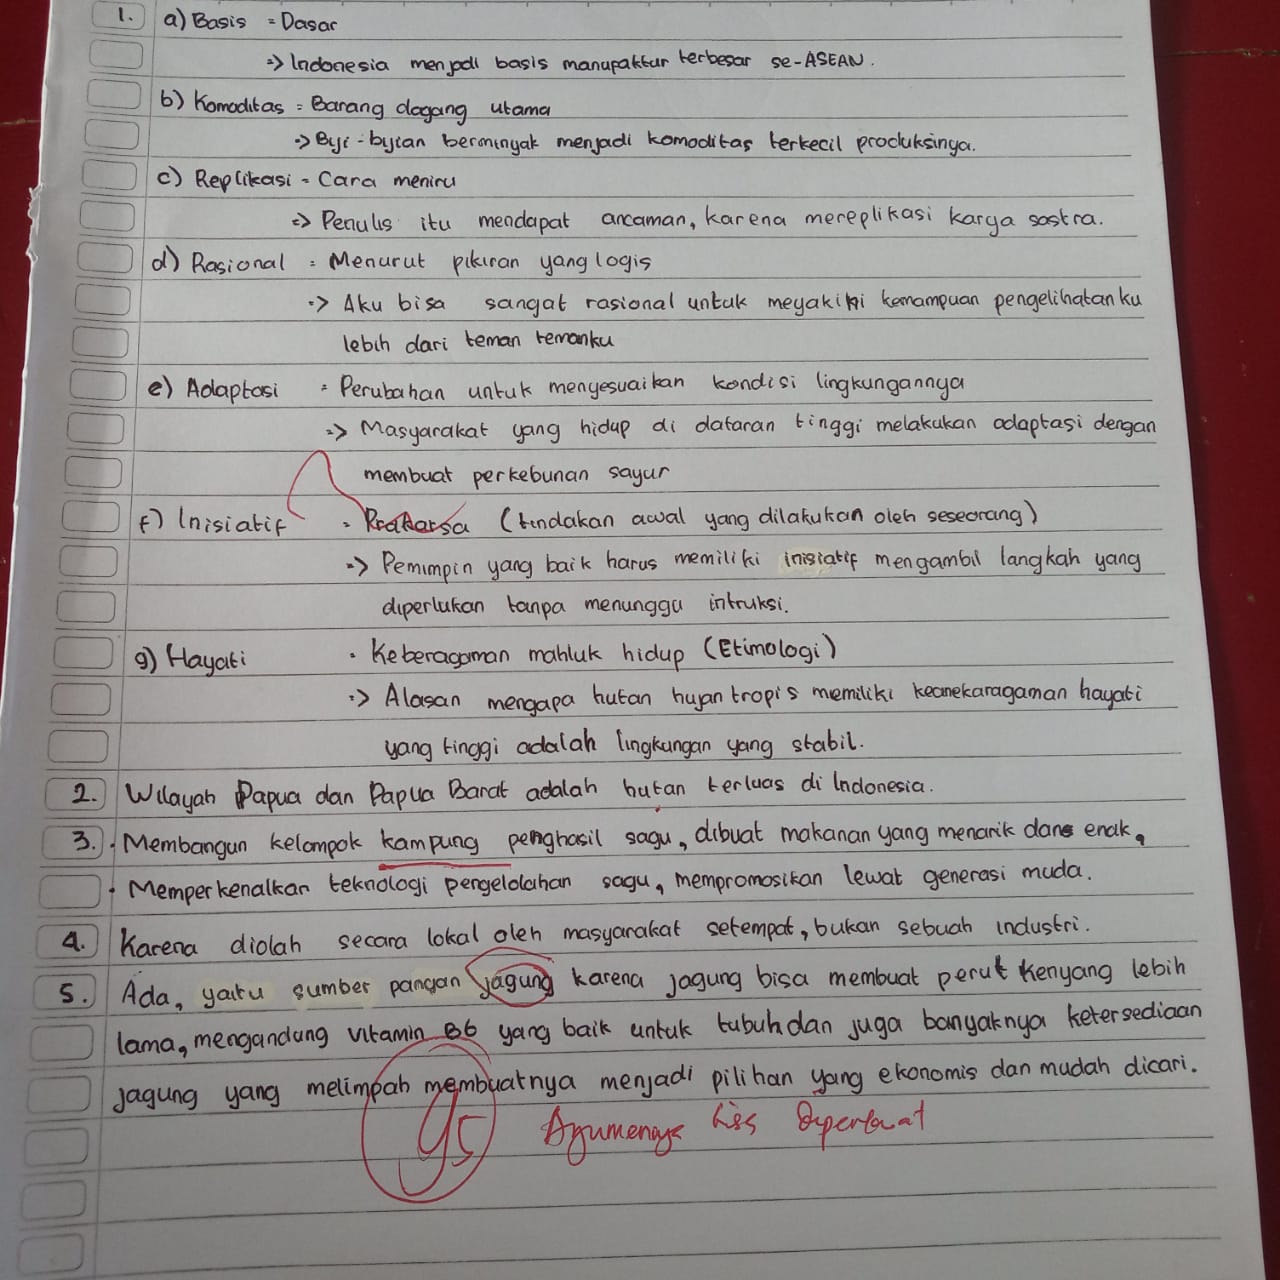 1. a) Basis = Dasar
=> Indonesia menjadi basis manufaktur terbesar se-ASEAN.
b) Komoditas = Barang dagang utama
=> Biji-bijian berminyak menjadi komoditas terkecil produksinya.
c) Replikasi = Cara meniru
=> Penulis itu mendapat ancaman, karena mereplikasi karya sastra.
d) Rasional = Menurut pikiran yang logis
=> Aku bisa sangat rasional untuk meyakini kemampuan pengelihatanku
lebih dari teman temanku
e) Adaptasi = Perubahan untuk menyesuaikan kondisi lingkungannya
=> Masyarakat yang hidup di dataran tinggi melakukan adaptasi dengan
membuat perkebunan sayur
f) Inisiatif = Prakarsa (tindakan awal yang dilakukan oleh seseorang)
=> Pemimpin yang baik harus memiliki inisiatif mengambil langkah yang
diperlukan tanpa menunggu intruksi.
g) Hayati = Keberagaman mahluk hidup (Etimologi)
=> Alasan mengapa hutan hujan tropis memiliki keanekaragaman hayati
yang tinggi adalah lingkungan yang stabil.
2. Wilayah Papua dan Papua Barat adalah hutan terluas di Indonesia.
3. • Membangun kelompok kampung penghasil sagu, dibuat makanan yang menarik dan enak,
• Memperkenalkan teknologi pengelolahan sagu, mempromosikan lewat generasi muda.
4. Karena diolah secara lokal oleh masyarakat setempat, bukan sebuah industri.
5. Ada, yaitu sumber pangan jagung karena jagung bisa membuat perut kenyang lebih
lama, mengandung vitamin B6 yang baik untuk tubuh dan juga banyaknya ketersediaan
jagung yang melimpah membuatnya menjadi pilihan yang ekonomis dan mudah dicari.
95 Diperkuat